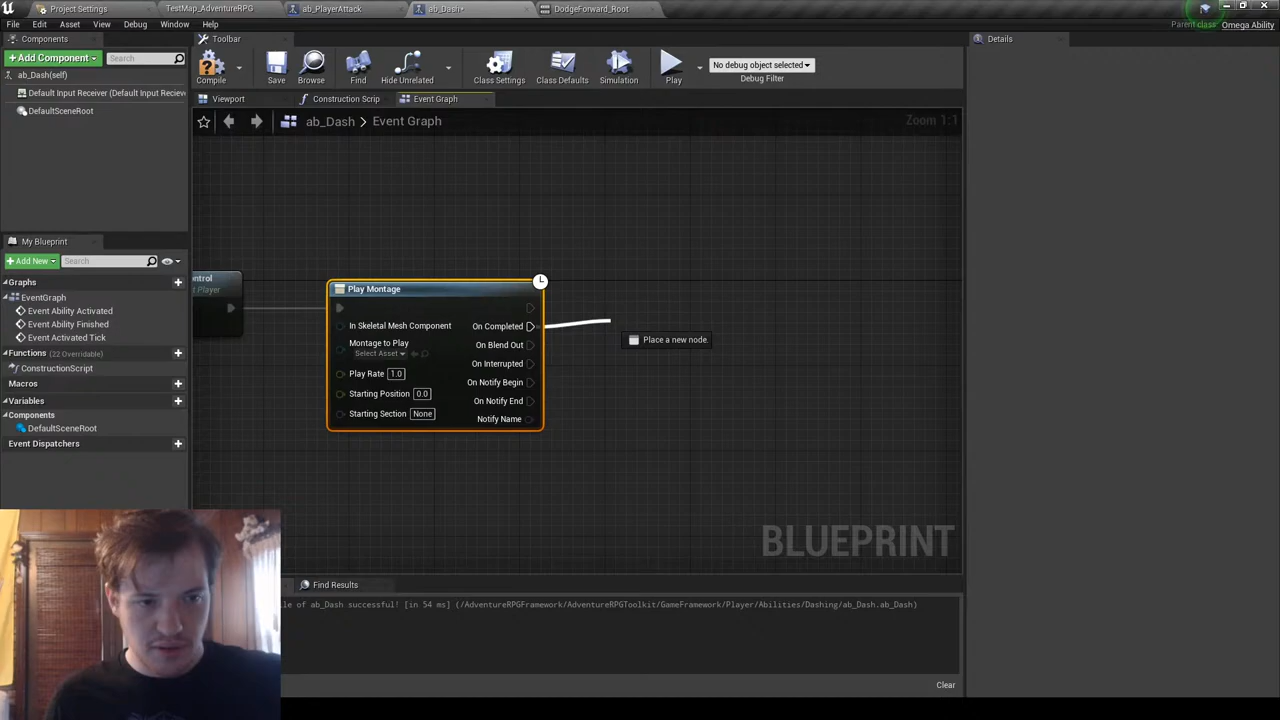 Project Settings
TestMap_AdventureRPG
ab_PlayerAttack
ab_Dash•
DodgeForward_Root
File Edit Asset View Debug Window Help
Parent class: Omega Ability
Components
Toolbar
Details
+Add Component
Search
Compile
Save
Browse
Find
Hide Unrelated
Class Settings
Class Defaults
Simulation
Play
No debug object selected
Debug Filter
ab_Dash(self)
Default Input Receiver (Default Input Recieve
DefaultSceneRoot
Viewport
Construction Scrip
Event Graph
ab_Dash > Event Graph
Zoom 1:1
My Blueprint
+Add New
Search
Graphs
EventGraph
Event Ability Activated
Event Ability Finished
Event Activated Tick
Functions (22 Overridable)
ConstructionScript
Macros
Variables
Components
DefaultSceneRoot
Event Dispatchers
ntrol
et Player
Play Montage
In Skeletal Mesh Component
On Completed
Montage to Play
Select Asset
On Blend Out
On Interrupted
Play Rate 1.0
On Notify Begin
Starting Position 0.0
On Notify End
Starting Section None
Notify Name
Place a new node.
BLUEPRINT
Find Results
le of ab_Dash successful! [in 54 ms] (/AdventureRPGFramework/AdventureRPGToolkit/GameFramework/Player/Abilities/Dashing/ab_Dash.ab_Dash)
Clear